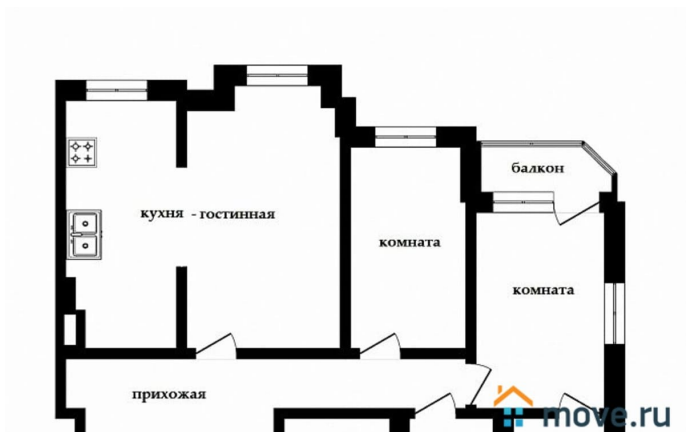 балкон
кухня - гостинная
комната
комната
прихожая
move.ru